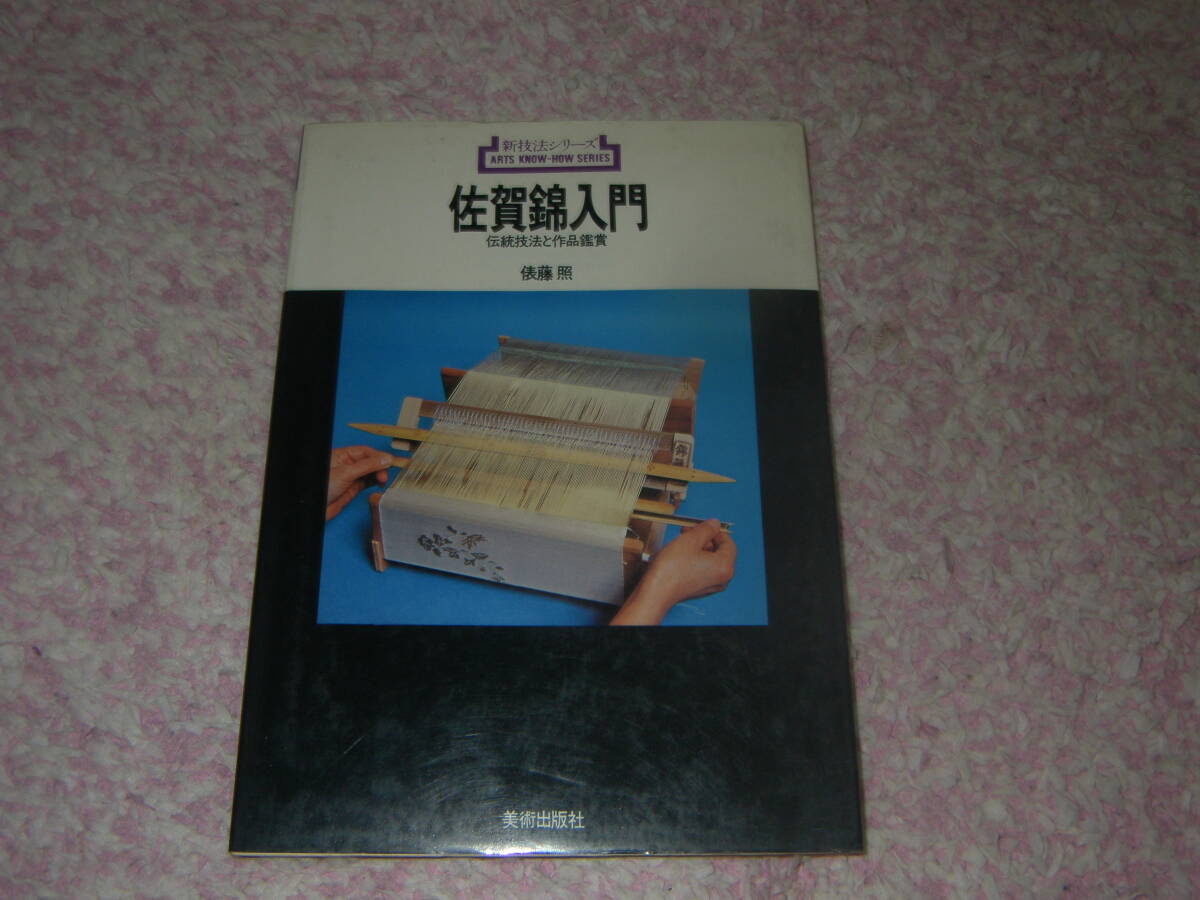 新技法シリーズ
ARTS KNOW-HOW SERIES
佐賀錦入門
伝統技法と作品鑑賞
俵藤 照
美術出版社